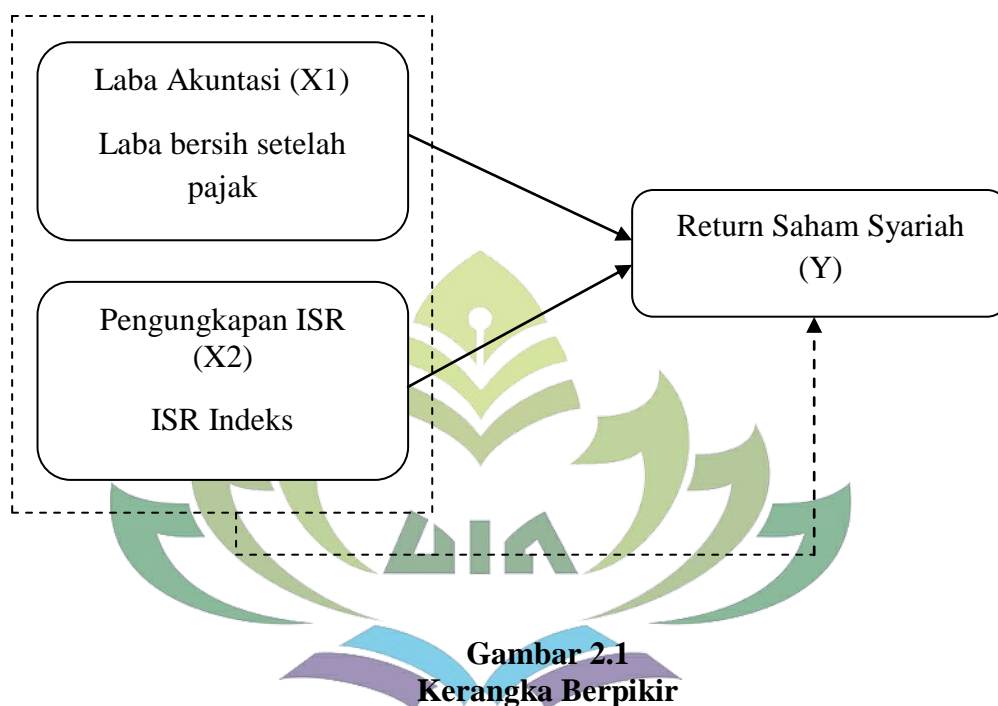 Laba Akuntasi (X1)
Laba bersih setelah
pajak
Pengungkapan ISR
(X2)
ISR Indeks
Return Saham Syariah
(Y)
UIN
Gambar 2.1
Kerangka Berpikir